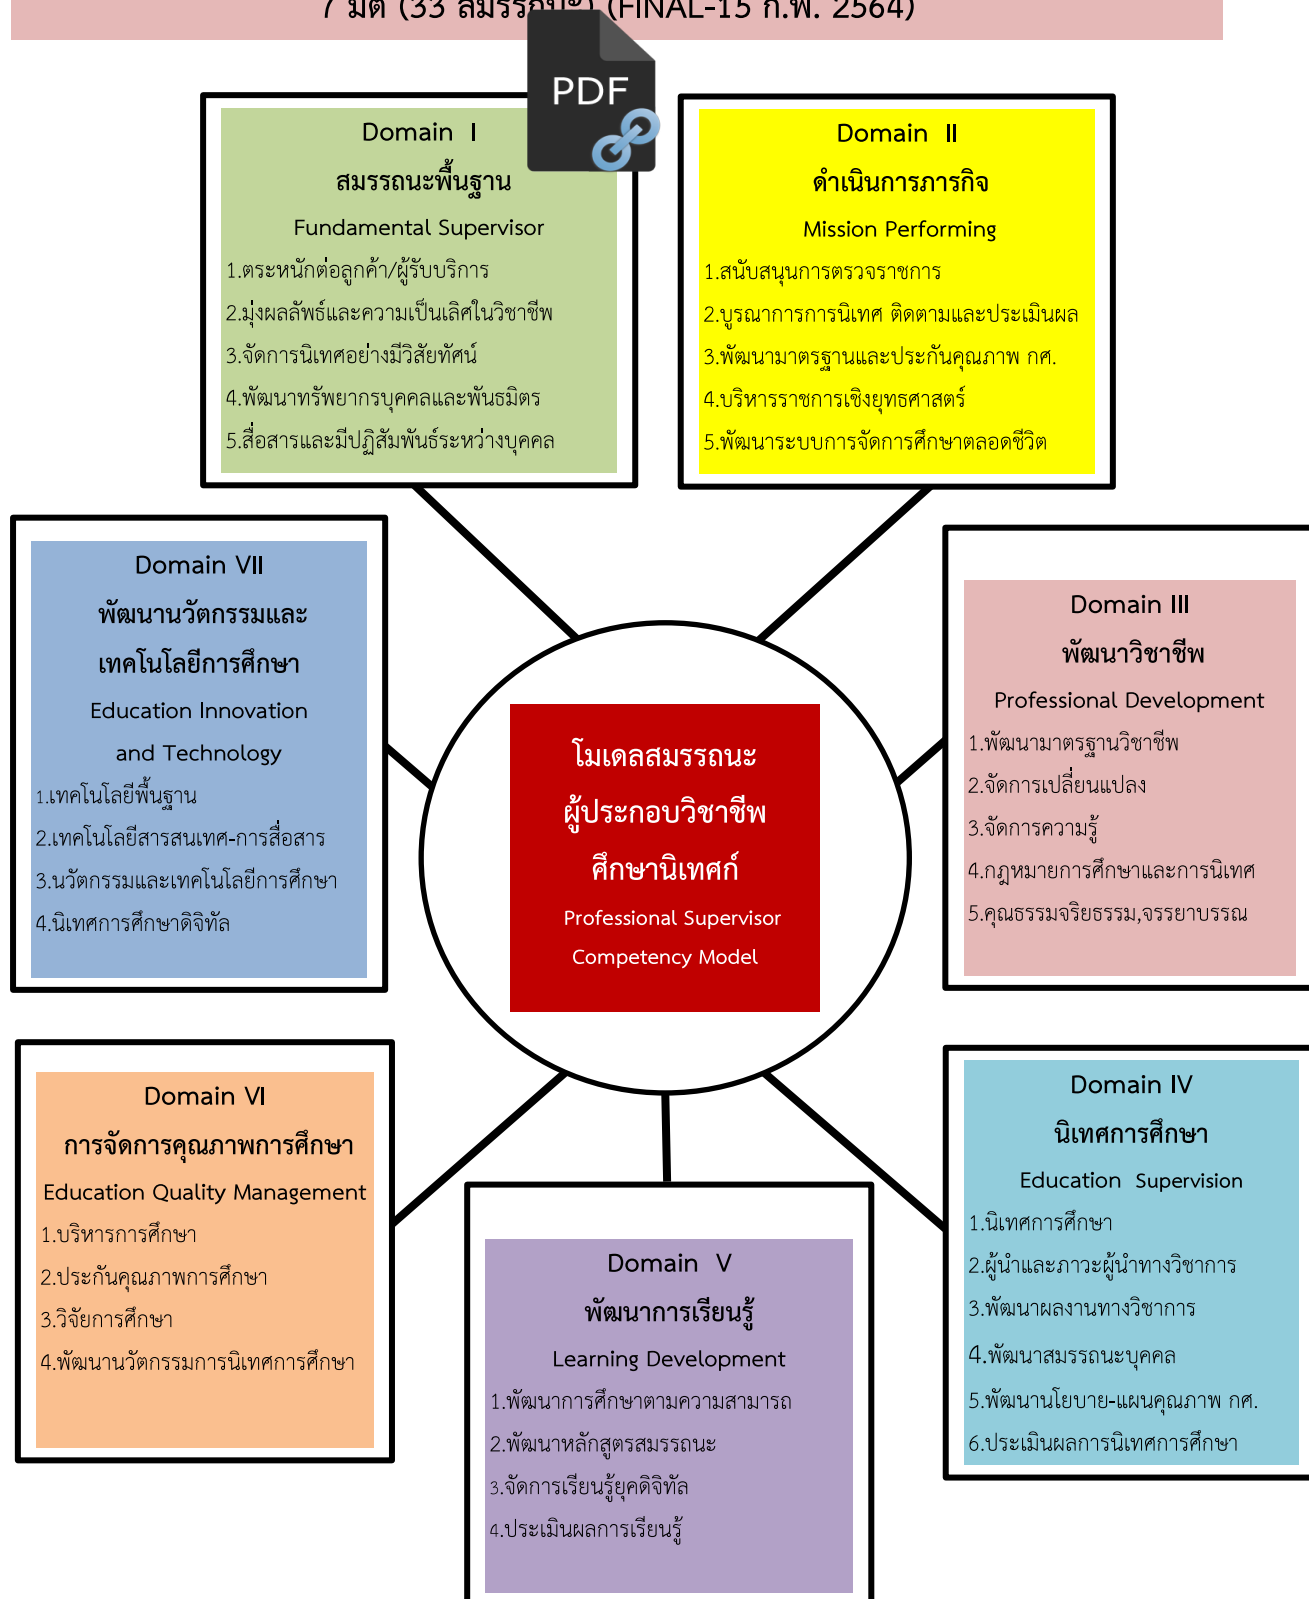 7 มิติ (33 สมรรถนะ) (FINAL-15 ก.พ. 2564)
PDF
Domain I
สมรรถนะพื้นฐาน
Fundamental Supervisor
1.ตระหนักต่อลูกค้า/ผู้รับบริการ
2.มุ่งผลลัพธ์และความเป็นเลิศในวิชาชีพ
3.จัดการนิเทศอย่างมีวิสัยทัศน์
4.พัฒนาทรัพยากรบุคคลและพันธมิตร
5.สื่อสารและมีปฏิสัมพันธ์ระหว่างบุคคล
Domain II
ดำเนินการภารกิจ
Mission Performing
1.สนับสนุนการตรวจราชการ
2.บูรณาการการนิเทศ ติดตามและประเมินผล
3.พัฒนามาตรฐานและประกันคุณภาพ กศ.
4.บริหารราชการเชิงยุทธศาสตร์
5.พัฒนาระบบการจัดการศึกษาตลอดชีวิต
Domain VII
พัฒนานวัตกรรมและ
เทคโนโลยีการศึกษา
Education Innovation
and Technology
1.เทคโนโลยีพื้นฐาน
2.เทคโนโลยีสารสนเทศ-การสื่อสาร
3.นวัตกรรมและเทคโนโลยีการศึกษา
4.นิเทศการศึกษาดิจิทัล
โมเดลสมรรถนะ
ผู้ประกอบวิชาชีพ
ศึกษานิเทศก์
Professional Supervisor
Competency Model
Domain III
พัฒนาวิชาชีพ
Professional Development
1.พัฒนามาตรฐานวิชาชีพ
2.จัดการเปลี่ยนแปลง
3.จัดการความรู้
4.กฎหมายการศึกษาและการนิเทศ
5.คุณธรรมจริยธรรม,จรรยาบรรณ
Domain VI
การจัดการคุณภาพการศึกษา
Education Quality Management
1.บริหารการศึกษา
2.ประกันคุณภาพการศึกษา
3.วิจัยการศึกษา
4.พัฒนานวัตกรรมการนิเทศการศึกษา
Domain V
พัฒนาการเรียนรู้
Learning Development
1.พัฒนาการศึกษาตามความสามารถ
2.พัฒนาหลักสูตรสมรรถนะ
3.จัดการเรียนรู้ยุคดิจิทัล
4.ประเมินผลการเรียนรู้
Domain IV
นิเทศการศึกษา
Education Supervision
1.นิเทศการศึกษา
2.ผู้นำและภาวะผู้นำทางวิชาการ
3.พัฒนาผลงานทางวิชาการ
4.พัฒนาสมรรถนะบุคคล
5.พัฒนานโยบาย-แผนคุณภาพ กศ.
6.ประเมินผลการนิเทศการศึกษา